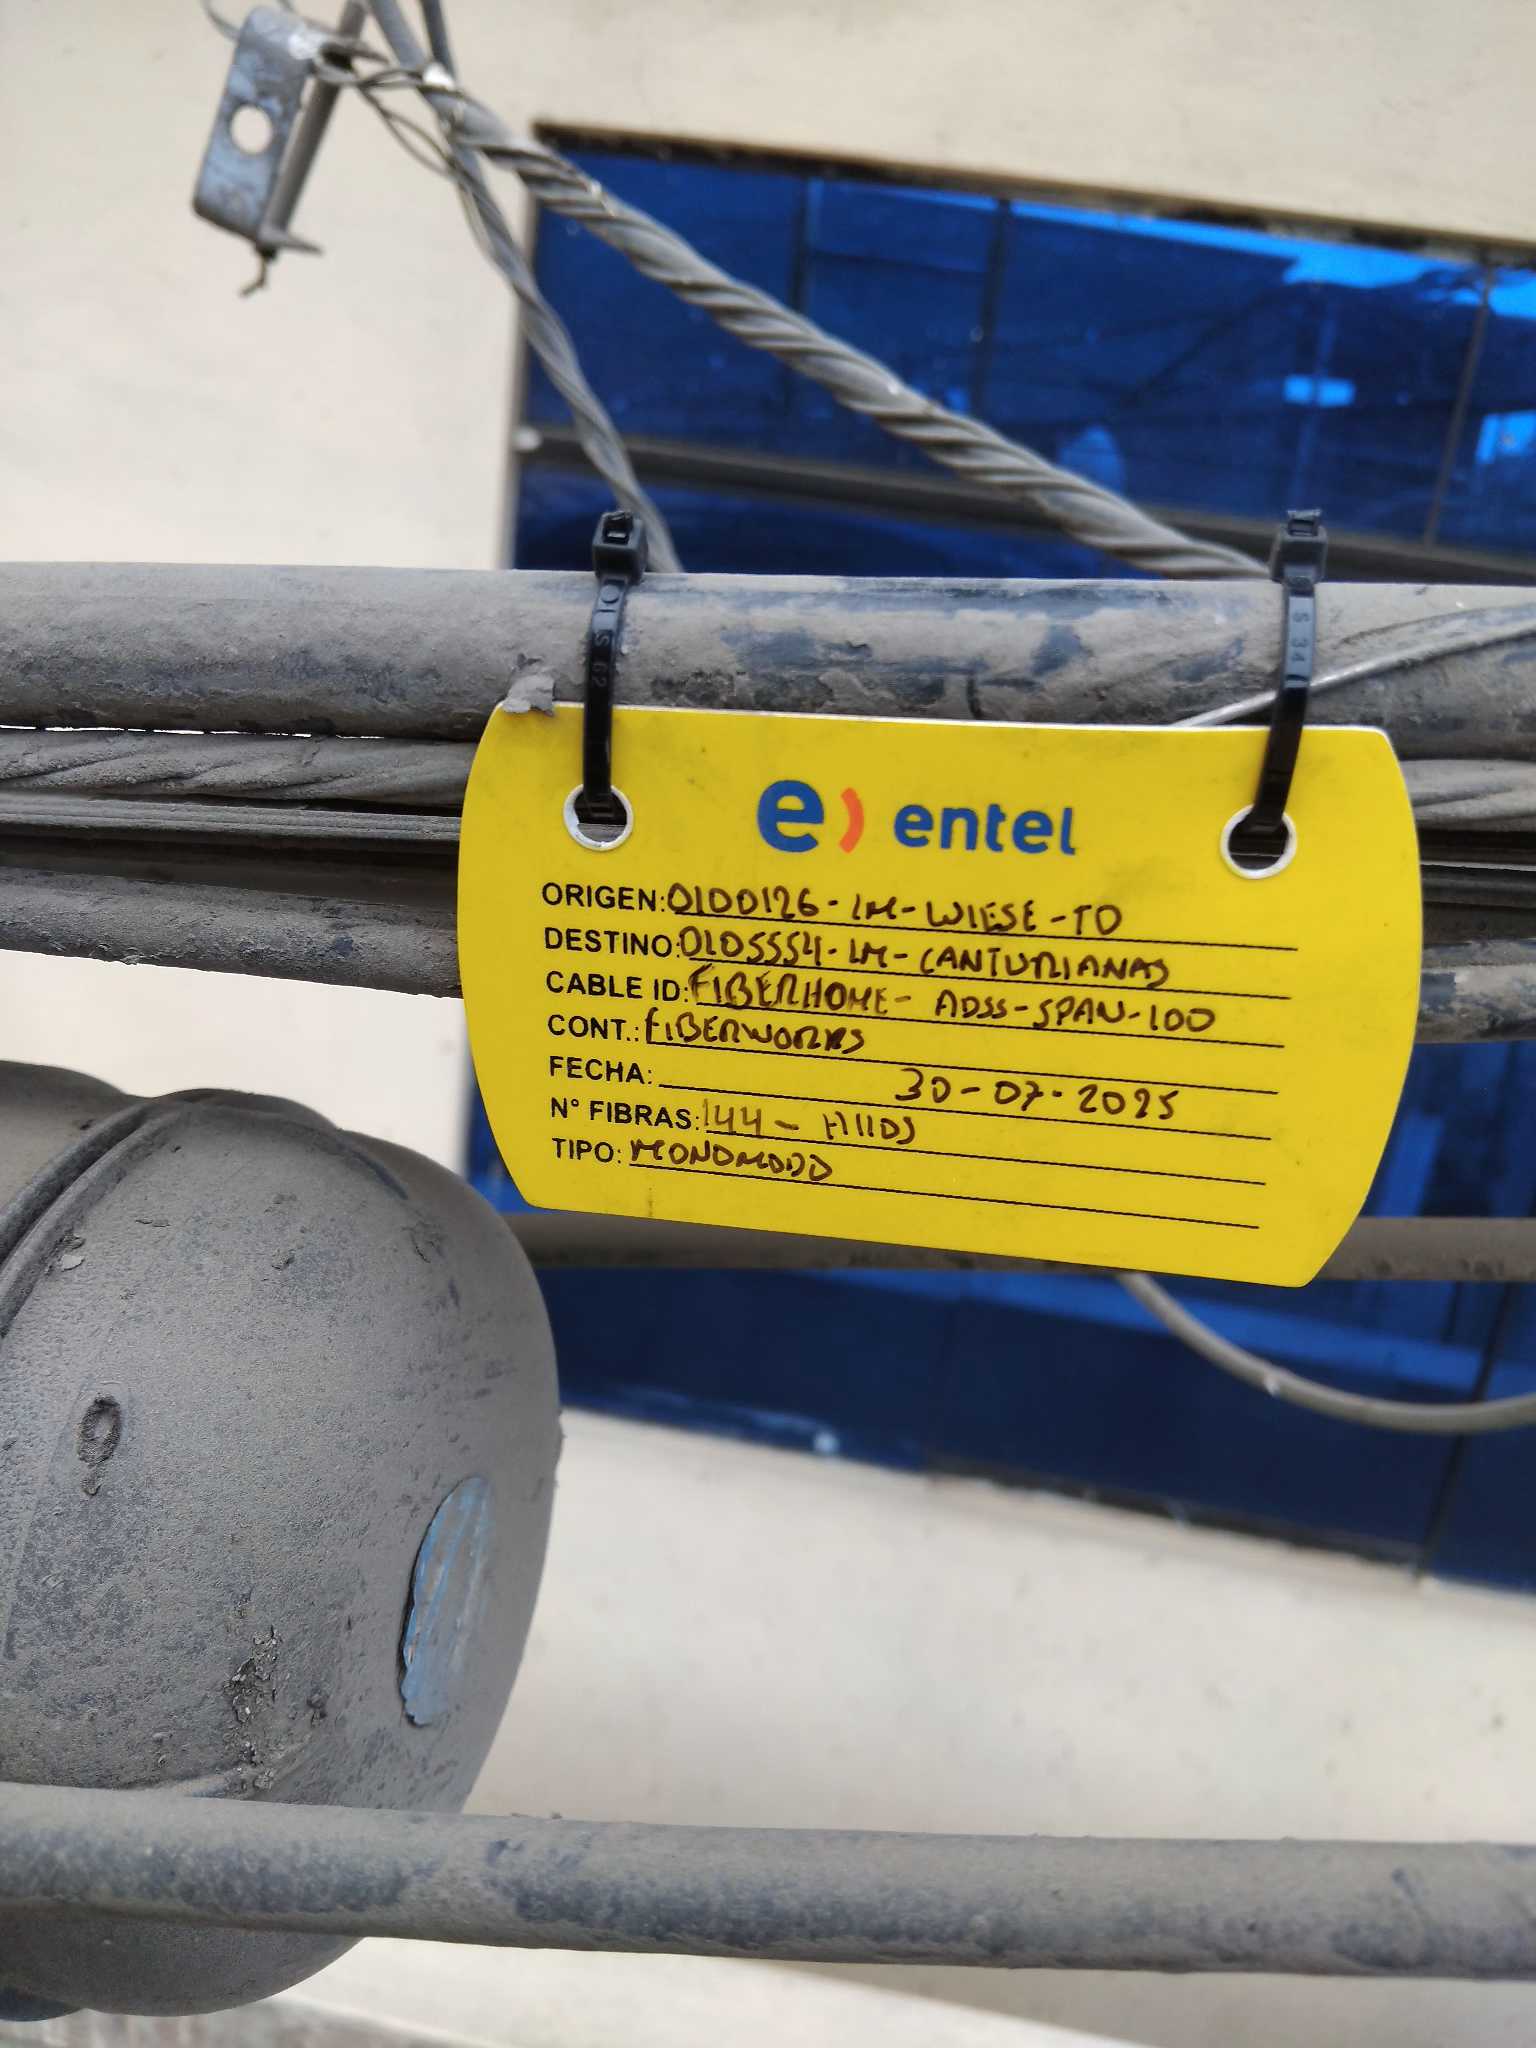 e) entel
ORIGEN: 0100126-LM-WIESE-TO
DESTINO: 0105554-LM-CANTURIANAS
CABLE ID: FIBERHOME- ADSS-SPAN-100
CONT.: FIBERWORKS
FECHA: 30-07-2025
N° FIBRAS: 144- HILOS
TIPO: MONOMODO